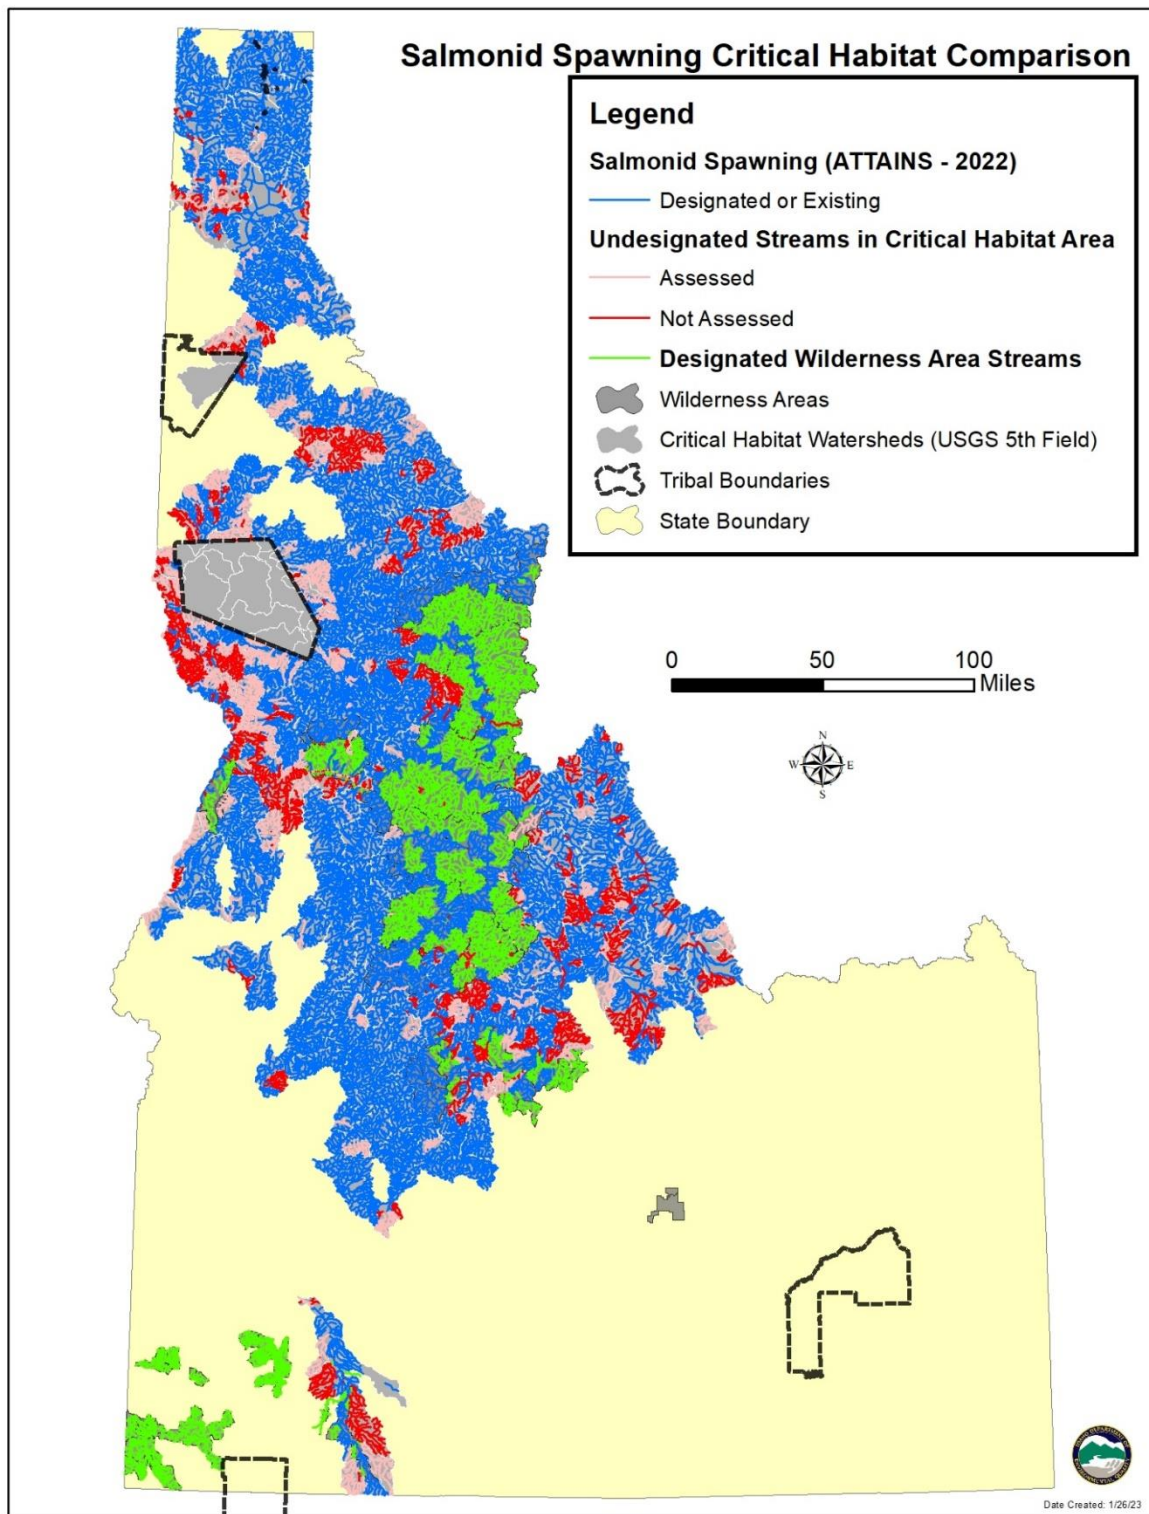 Salmonid Spawning Critical Habitat Comparison
Legend
Salmonid Spawning (ATTAINS - 2022)
Designated or Existing
Undesignated Streams in Critical Habitat Area
Assessed
Not Assessed
Designated Wilderness Area Streams
Wilderness Areas
Critical Habitat Watersheds (USGS 5th Field)
Tribal Boundaries
State Boundary
0 50 100
Miles
N
W E
S
Date Created: 1/26/23